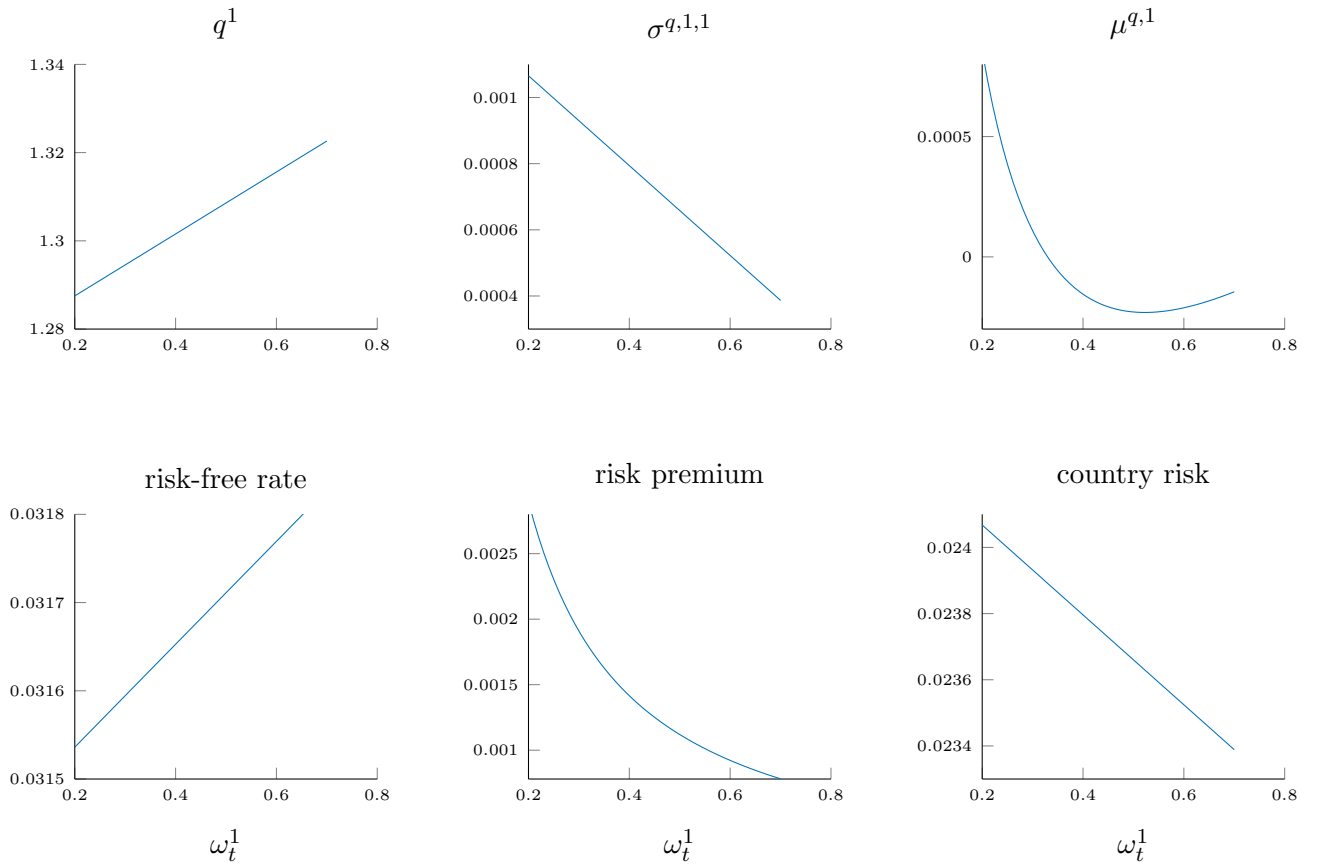 q^1
σ^{q,1,1}
μ^{q,1}
1.34
1.32
1.3
1.28
0.2 0.4 0.6 0.8
0.001
0.0008
0.0006
0.0004
0.2 0.4 0.6 0.8
0.0005
0
0.2 0.4 0.6 0.8
risk-free rate
risk premium
country risk
0.0318
0.0317
0.0316
0.0315
0.2 0.4 0.6 0.8
0.0025
0.002
0.0015
0.001
0.2 0.4 0.6 0.8
0.024
0.0238
0.0236
0.0234
0.2 0.4 0.6 0.8
ω_t^1
ω_t^1
ω_t^1